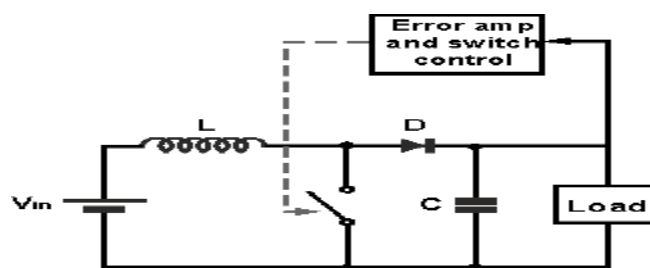 Error amp
and switch
control
L
D
Vin
C
Load